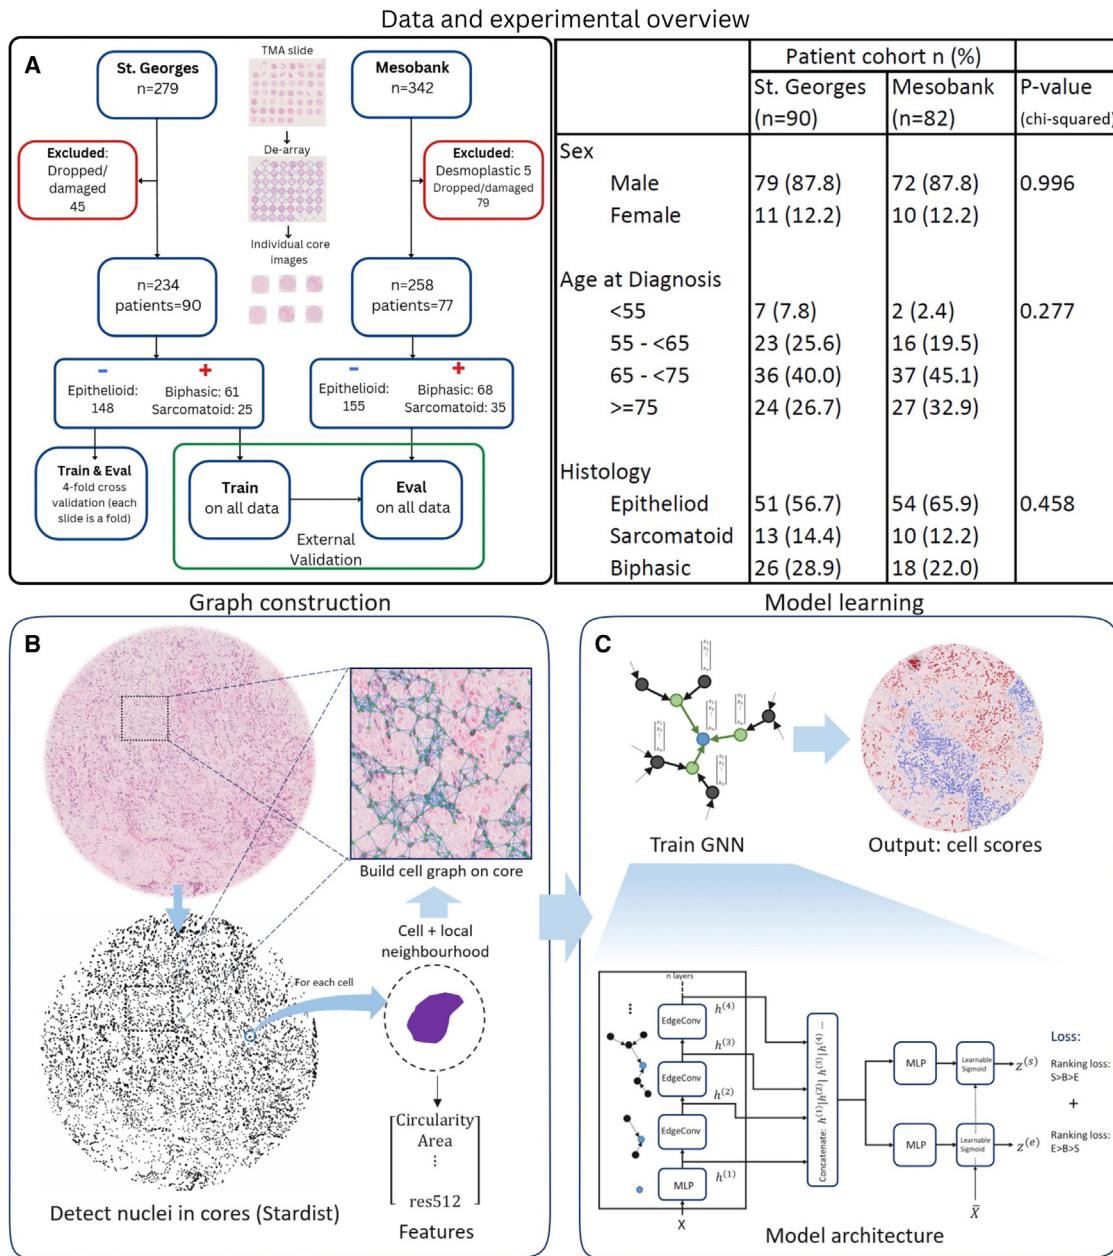 Data and experimental overview
A
St. Georges
n=279
TMA slide
Mesobank
n=342
Excluded:
Dropped/
damaged
45
De-array
Excluded:
Desmoplastic 5
Dropped/damaged
79
Individual core
images
n=234
patients=90
n=258
patients=77
- +
Epithelioid:
148
Biphasic: 61
Sarcomatoid: 25
- +
Epithelioid:
155
Biphasic: 68
Sarcomatoid: 35
Train & Eval
4-fold cross
validation (each
slide is a fold)
Train
on all data
Eval
on all data
External
Validation
Patient cohort n (%)
St. Georges Mesobank P-value
(n=90) (n=82) (chi-squared)
Sex
Male 79 (87.8) 72 (87.8) 0.996
Female 11 (12.2) 10 (12.2)
Age at Diagnosis
<55 7 (7.8) 2 (2.4) 0.277
55 - <65 23 (25.6) 16 (19.5)
65 - <75 36 (40.0) 37 (45.1)
>=75 24 (26.7) 27 (32.9)
Histology
Epitheliod 51 (56.7) 54 (65.9) 0.458
Sarcomatoid 13 (14.4) 10 (12.2)
Biphasic 26 (28.9) 18 (22.0)
Graph construction
B
Build cell graph on core
Cell + local
neighbourhood
For each cell
Circularity
Area
⋮
res512
Features
Detect nuclei in cores (Stardist)
Model learning
C
Train GNN
Output: cell scores
n layers
EdgeConv h⁽⁴⁾
h⁽³⁾
EdgeConv
h⁽²⁾
EdgeConv
h⁽¹⁾
MLP
X
Concatenate: h⁽¹⁾|h⁽²⁾| h⁽³⁾|h⁽⁴⁾ ...
MLP
Learnable
Sigmoid
z⁽ˢ⁾
MLP
Learnable
Sigmoid
z⁽ᵉ⁾
X̄
Loss:
Ranking loss:
S>B>E
+
Ranking loss:
E>B>S
Model architecture